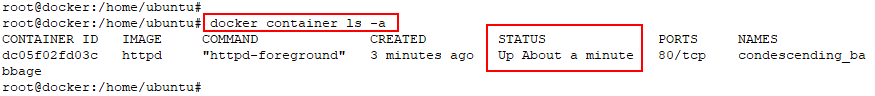 root@docker:/home/ubuntu#
root@docker:/home/ubuntu# docker container ls -a
CONTAINER ID   IMAGE   COMMAND   CREATED   STATUS   PORTS   NAMES
dc05f02fd03c   httpd   "httpd-foreground"   3 minutes ago   Up About a minute   80/tcp   condescending_ba
bbage
root@docker:/home/ubuntu#